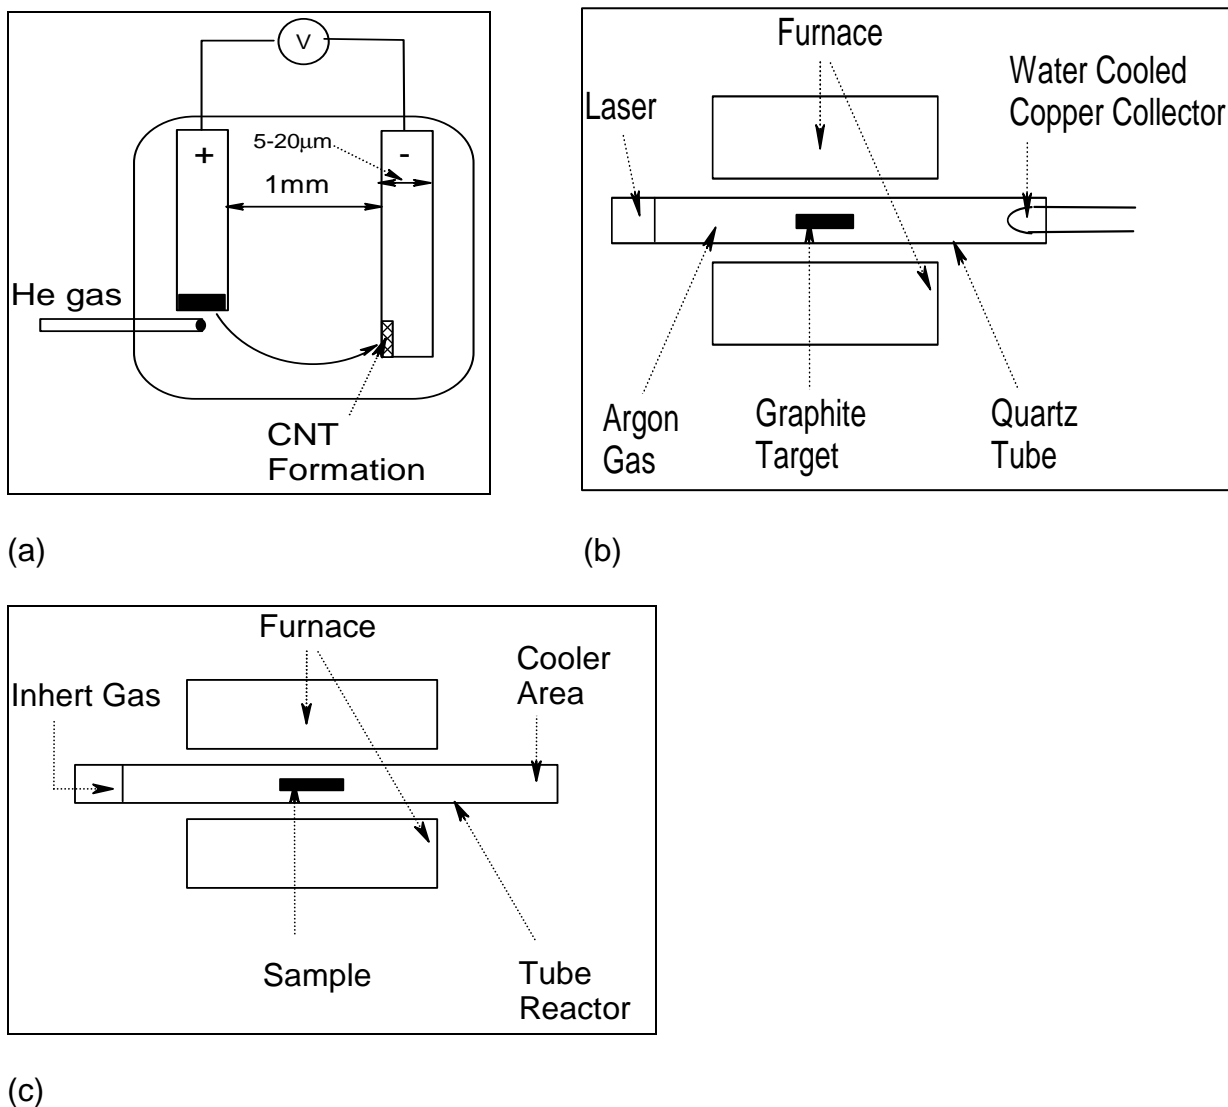 V
+
5-20μm
-
1mm
He gas
CNT
Formation
(a)
Furnace
Laser
Water Cooled
Copper Collector
Argon
Gas
Graphite
Target
Quartz
Tube
(b)
Furnace
Inhert Gas
Cooler
Area
Sample
Tube
Reactor
(c)